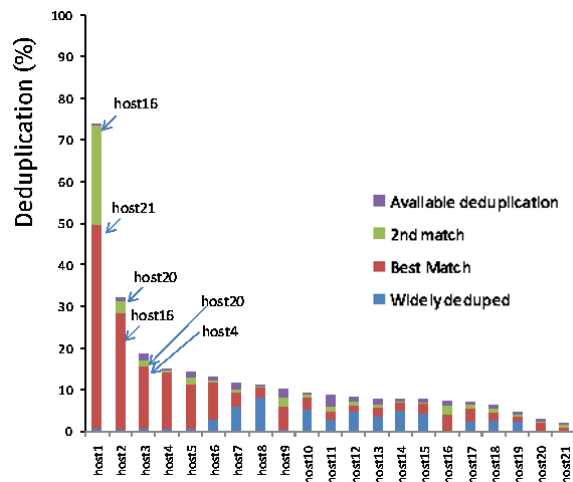 Deduplication (%)
100
90
80
70
60
50
40
30
20
10
0
host16
host21
host20
host16
host20
host4
Available deduplication
2nd match
Best Match
Widely deduped
host1
host2
host3
host4
host5
host6
host7
host8
host9
host10
host11
host12
host13
host14
host15
host16
host17
host18
host19
host20
host21